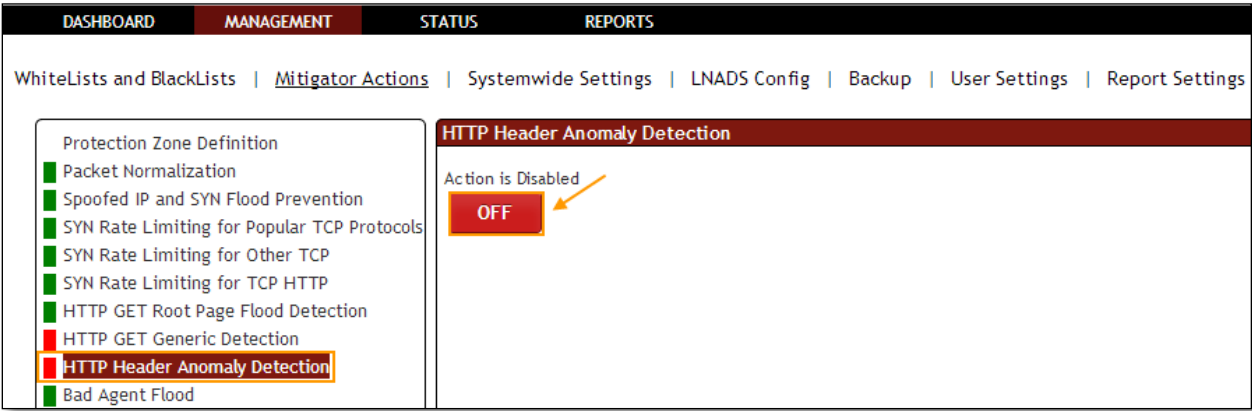 DASHBOARD MANAGEMENT STATUS REPORTS
WhiteLists and BlackLists | Mitigator Actions | Systemwide Settings | LNADS Config | Backup | User Settings | Report Settings
Protection Zone Definition
Packet Normalization
Spoofed IP and SYN Flood Prevention
SYN Rate Limiting for Popular TCP Protocols
SYN Rate Limiting for Other TCP
SYN Rate Limiting for TCP HTTP
HTTP GET Root Page Flood Detection
HTTP GET Generic Detection
HTTP Header Anomaly Detection
Bad Agent Flood
HTTP Header Anomaly Detection
Action is Disabled
OFF